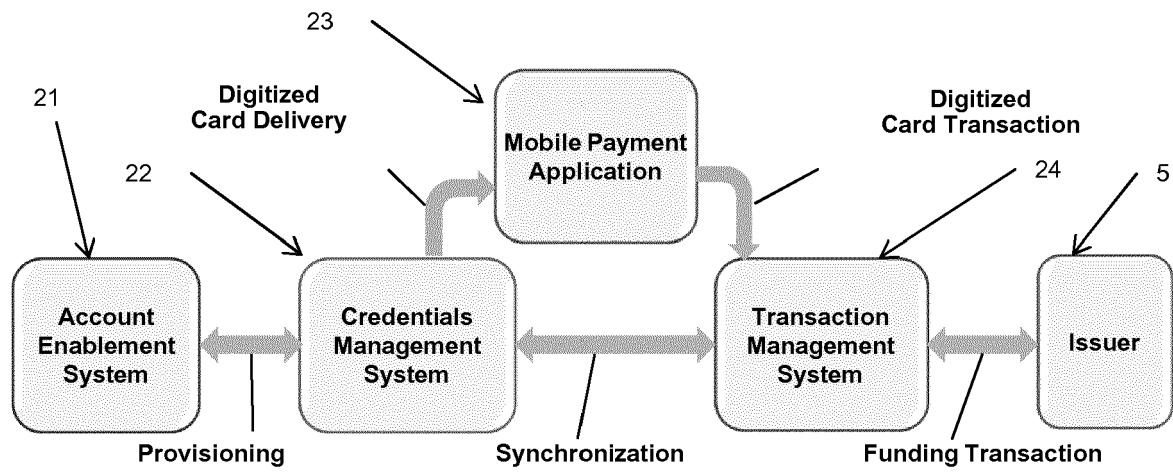 23
21
Digitized
Card Delivery
Digitized
Card Transaction
Mobile Payment
Application
22
24
5
Account
Enablement
System
Credentials
Management
System
Transaction
Management
System
Issuer
Provisioning
Synchronization
Funding Transaction